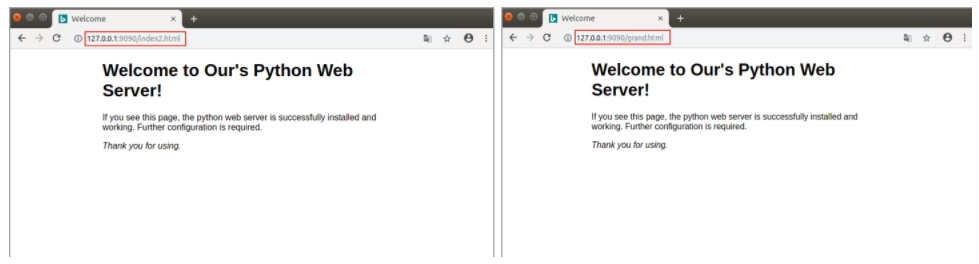 Welcome × +
127.0.0.1:9090/index2.html
Welcome to Our's Python Web
Server!
If you see this page, the python web server is successfully installed and
working. Further configuration is required.
Thank you for using.
Welcome × +
127.0.0.1:9090/grand.html
Welcome to Our's Python Web
Server!
If you see this page, the python web server is successfully installed and
working. Further configuration is required.
Thank you for using.